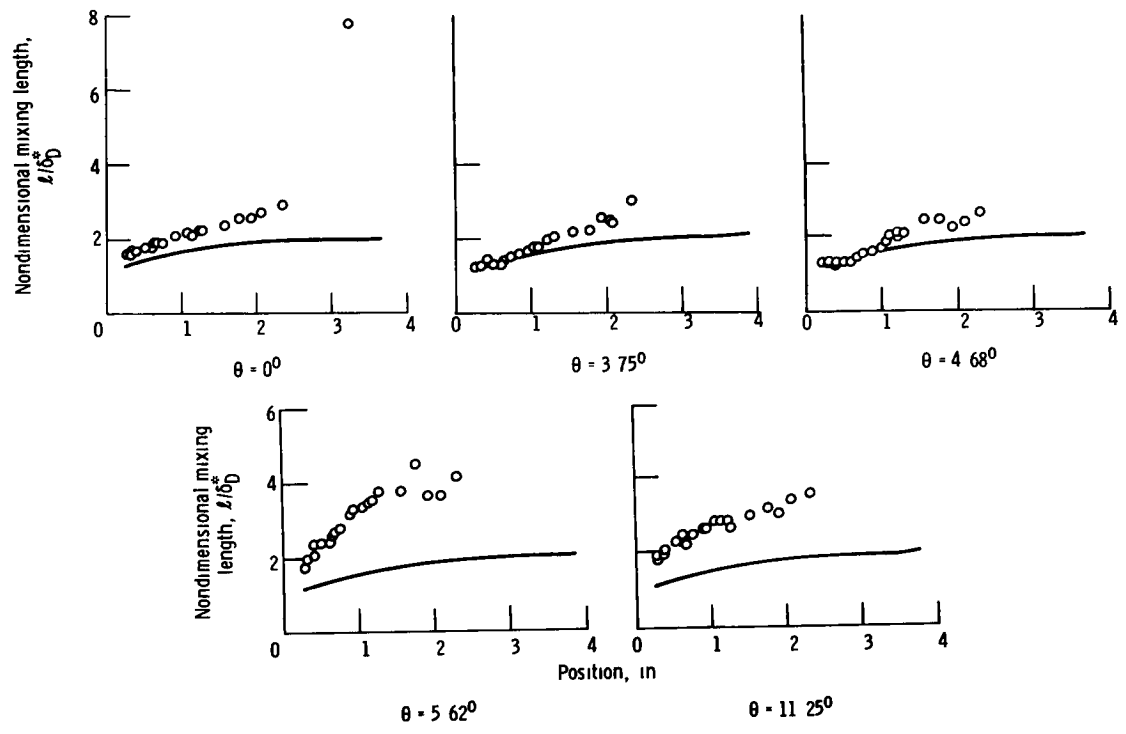 Nondimensional mixing length,
ℓ/δ*D
8
6
4
2
0 1 2 3 4
θ = 0⁰
0 1 2 3 4
θ = 3 75⁰
0 1 2 3 4
θ = 4 68⁰
Nondimensional mixing
length, ℓ/δ*D
6
4
2
0 1 2 3 4
θ = 5 62⁰
0 1 2 3 4
θ = 11 25⁰
Position, in